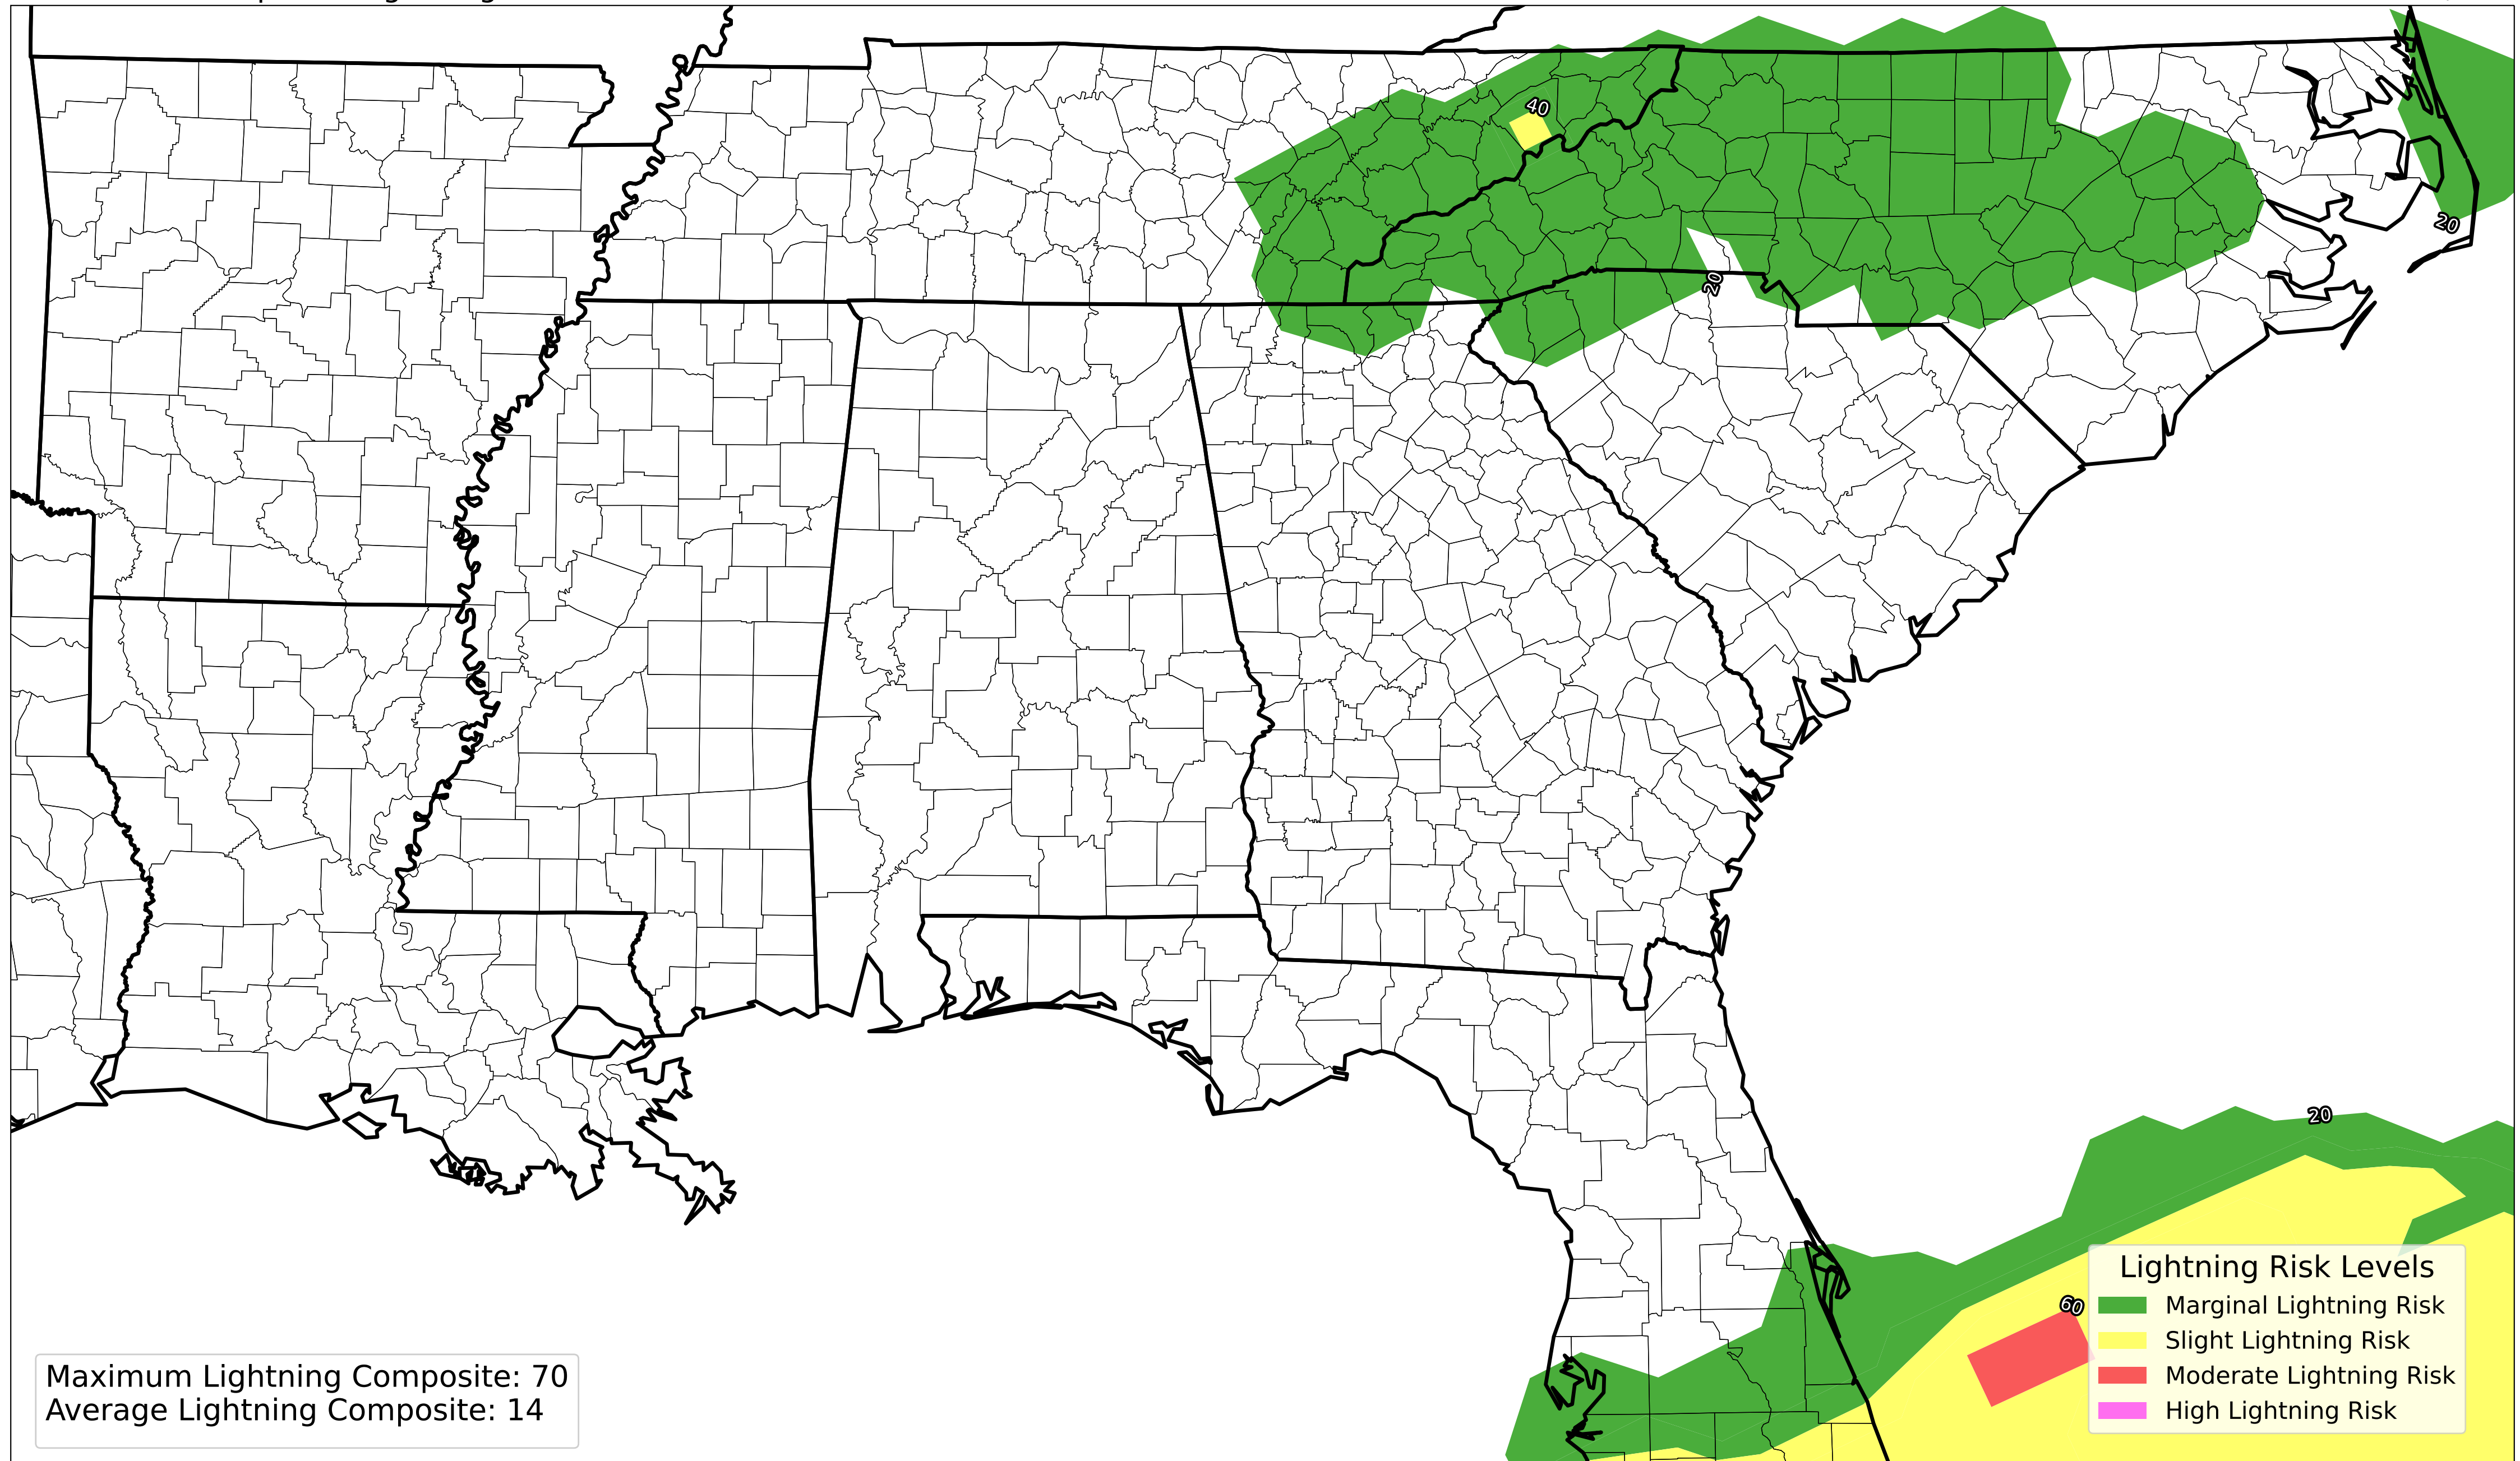 40
20
20
20
60
Lightning Risk Levels
Marginal Lightning Risk
Slight Lightning Risk
Moderate Lightning Risk
High Lightning Risk
Maximum Lightning Composite: 70
Average Lightning Composite: 14